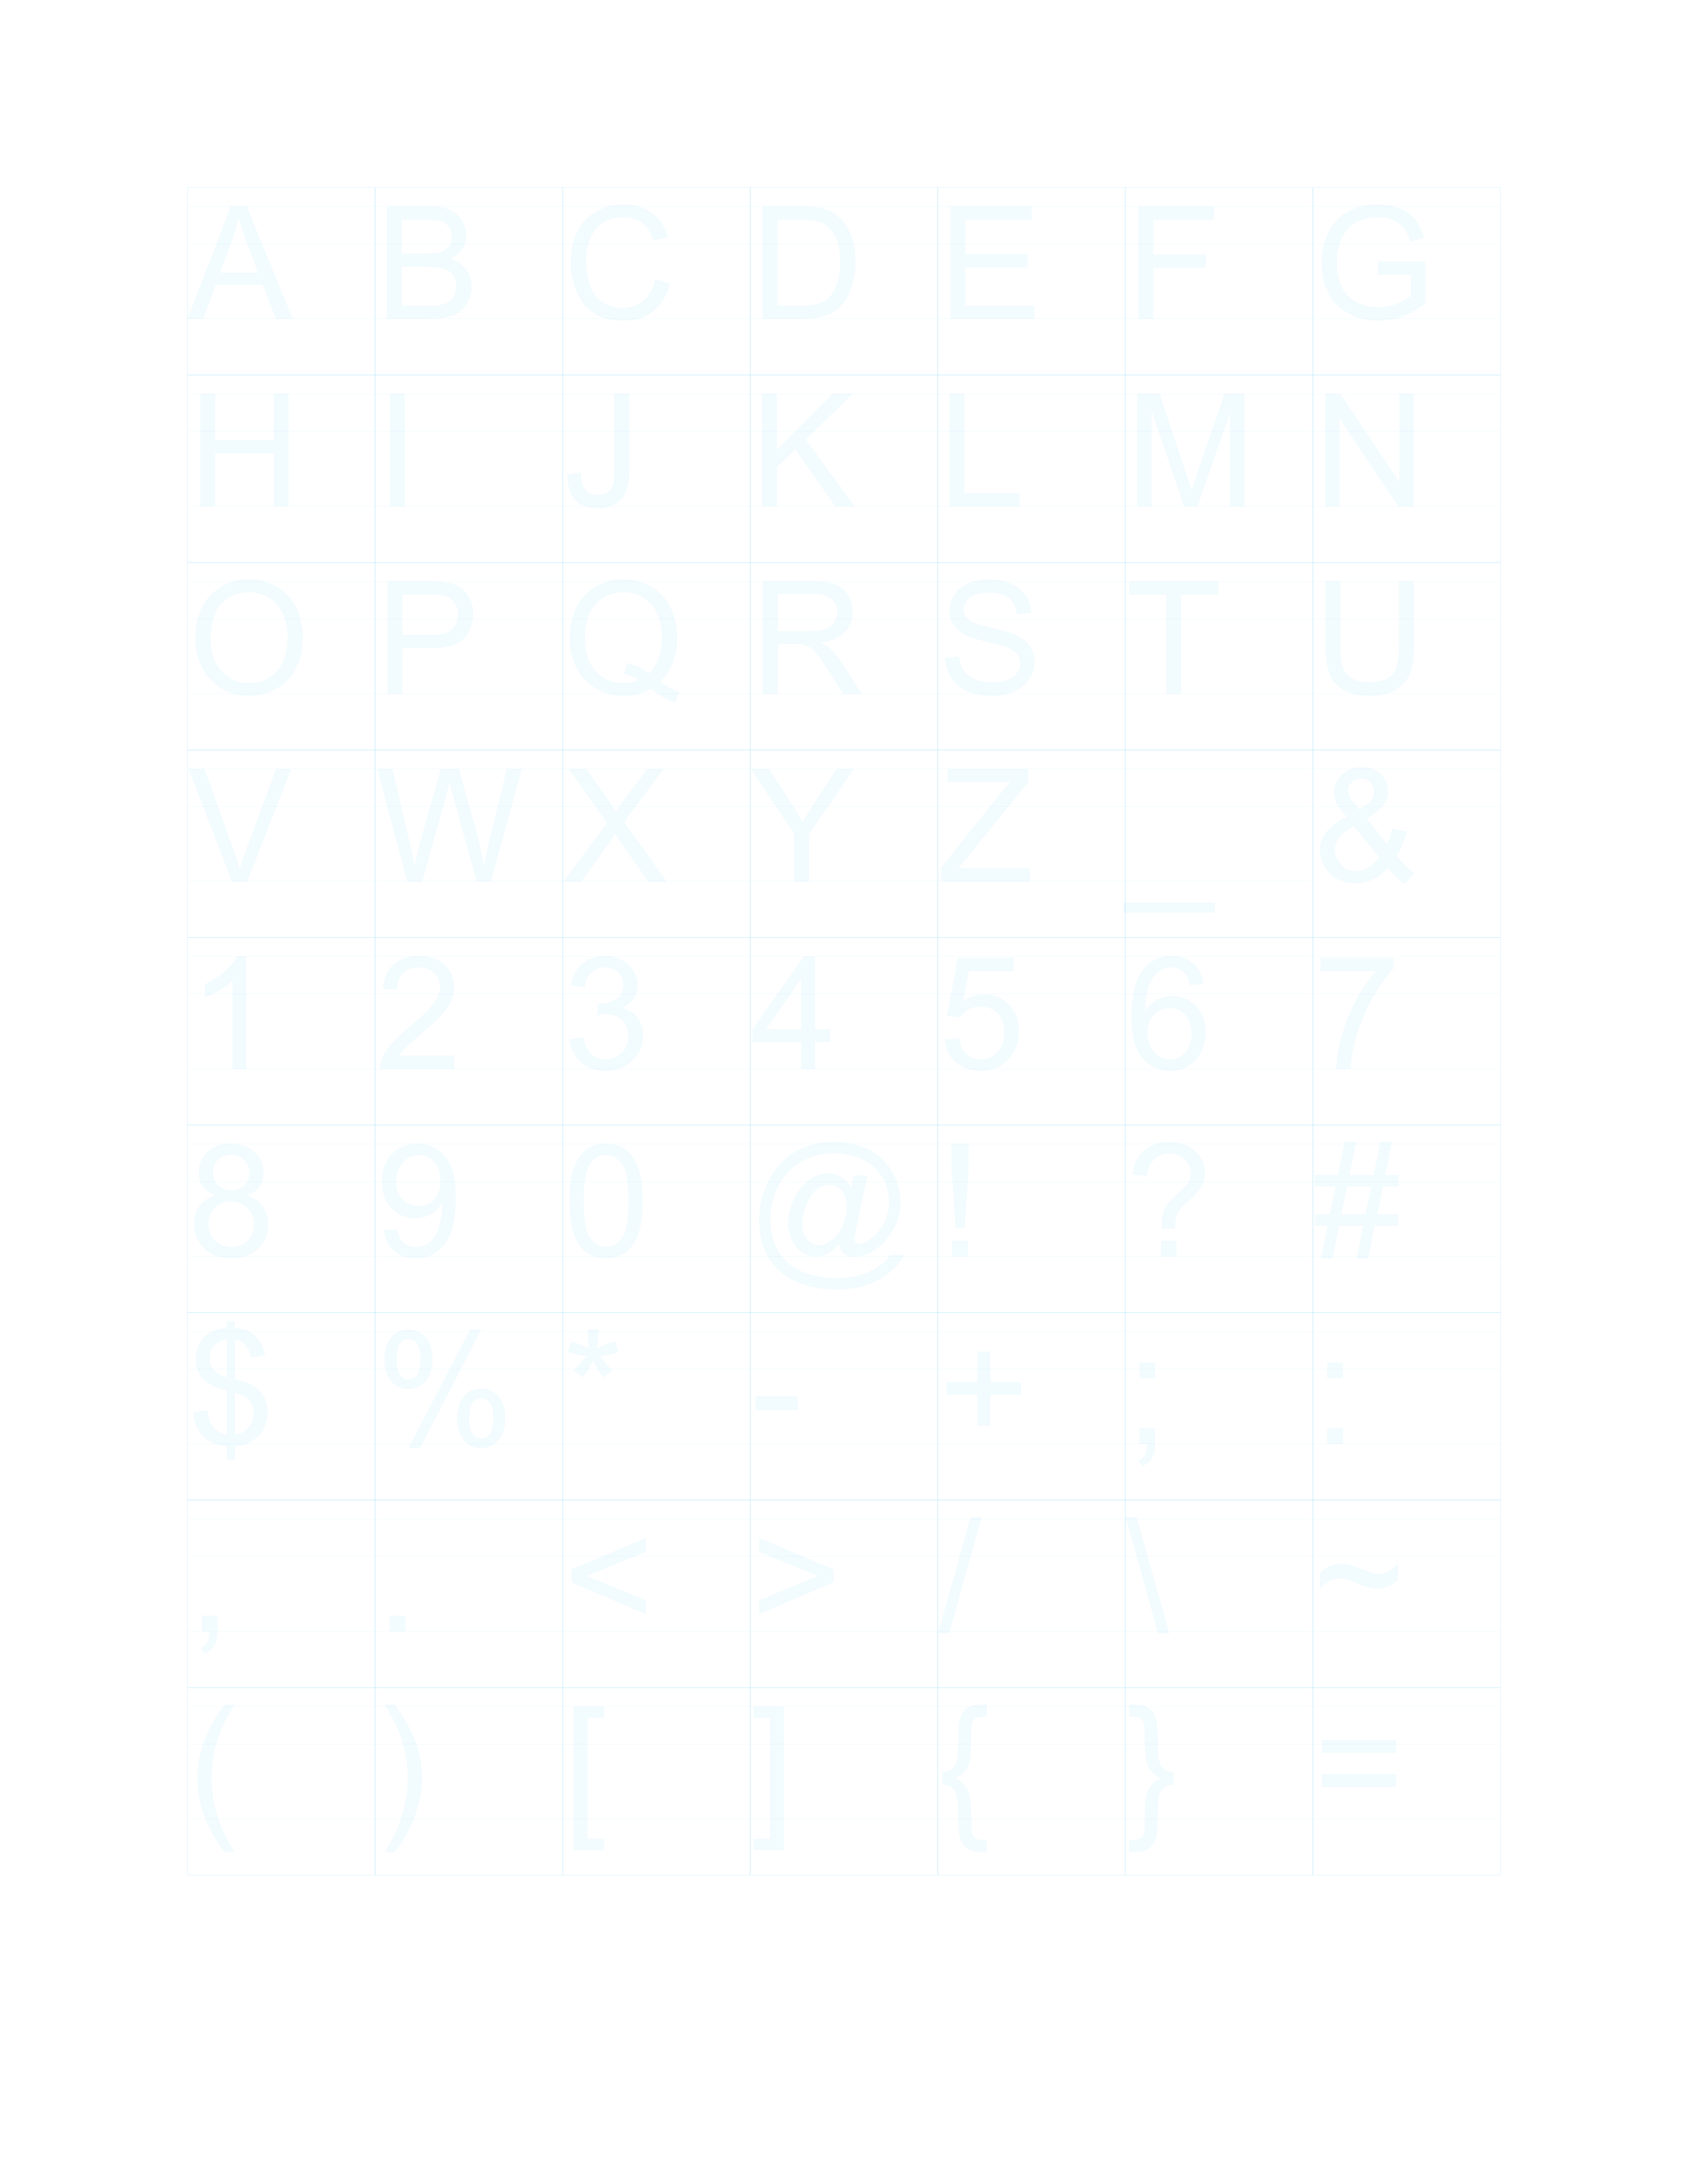 A B C D E F G
H I J K L M N
O P Q R S T U
V W X Y Z _ &
1 2 3 4 5 6 7
8 9 0 @ ! ? #
$ % * - + ; :
, . < > / \ ~
( ) [ ] { } =